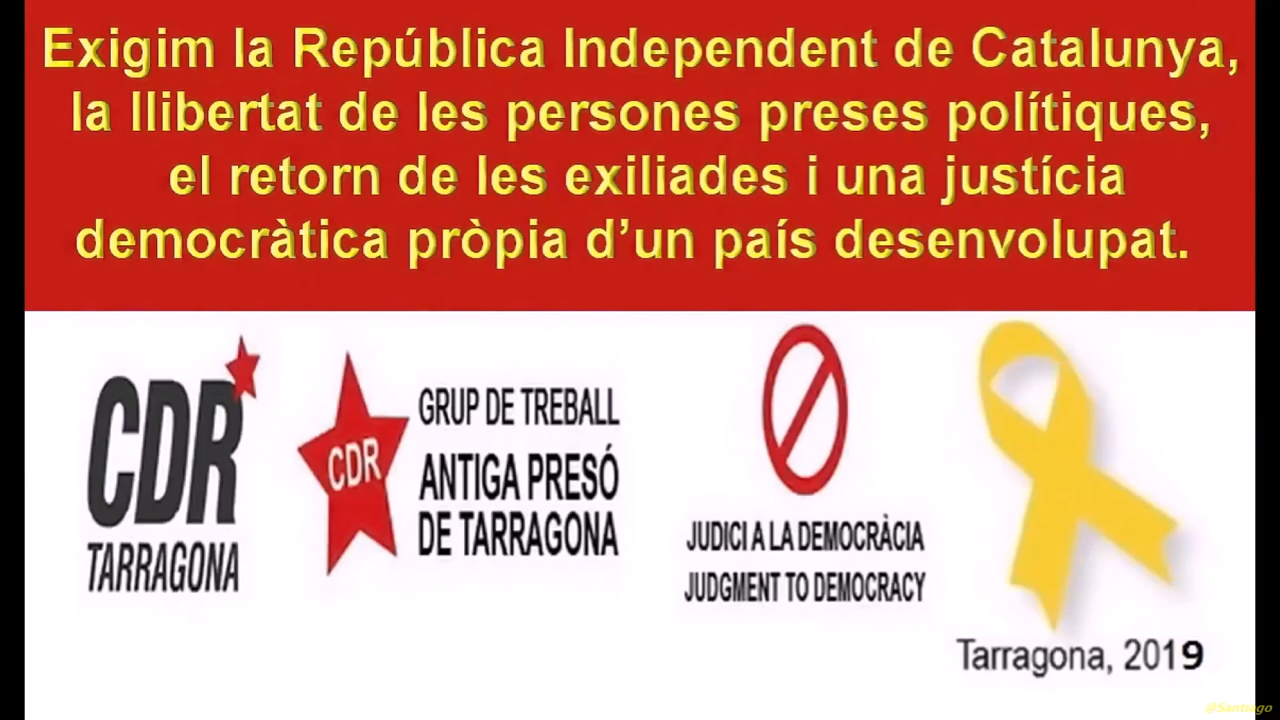 Exigim la República Independent de Catalunya,
la llibertat de les persones preses polítiques,
el retorn de les exiliades i una justícia
democràtica pròpia d’un país desenvolupat.
CDR
TARRAGONA
CDR
GRUP DE TREBALL
ANTIGA PRESÓ
DE TARRAGONA
JUDICI A LA DEMOCRÀCIA
JUDGMENT TO DEMOCRACY
Tarragona, 2019
@Santiago